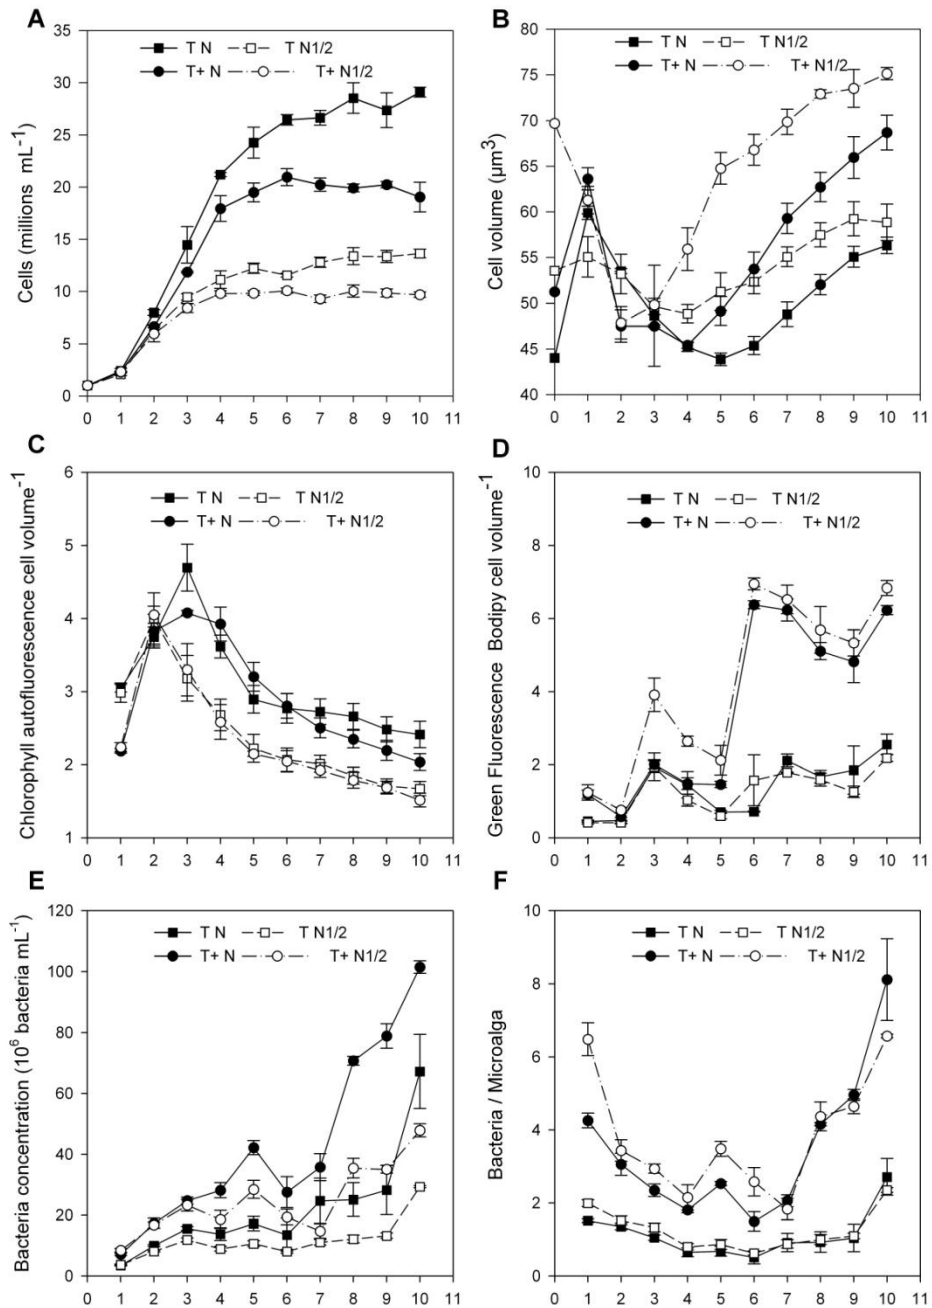 A
Cells (millions mL⁻¹)
T N T N1/2
T+ N T+ N1/2
35
30
25
20
15
10
5
0
0 1 2 3 4 5 6 7 8 9 10 11
B
Cell volume (µm³)
T N T N1/2
T+ N T+ N1/2
80
75
70
65
60
55
50
45
40
0 1 2 3 4 5 6 7 8 9 10 11
C
Chlorophyll autofluorescence cell volume⁻¹
T N T N1/2
T+ N T+ N1/2
6
5
4
3
2
1
0 1 2 3 4 5 6 7 8 9 10 11
D
Green Fluorescence Bodipy cell volume⁻¹
T N T N1/2
T+ N T+ N1/2
10
8
6
4
2
0
0 1 2 3 4 5 6 7 8 9 10 11
E
Bacteria concentration (10⁶ bacteria mL⁻¹)
T N T N1/2
T+ N T+ N1/2
120
100
80
60
40
20
0
0 1 2 3 4 5 6 7 8 9 10 11
F
Bacteria / Microalga
T N T N1/2
T+ N T+ N1/2
10
8
6
4
2
0
0 1 2 3 4 5 6 7 8 9 10 11